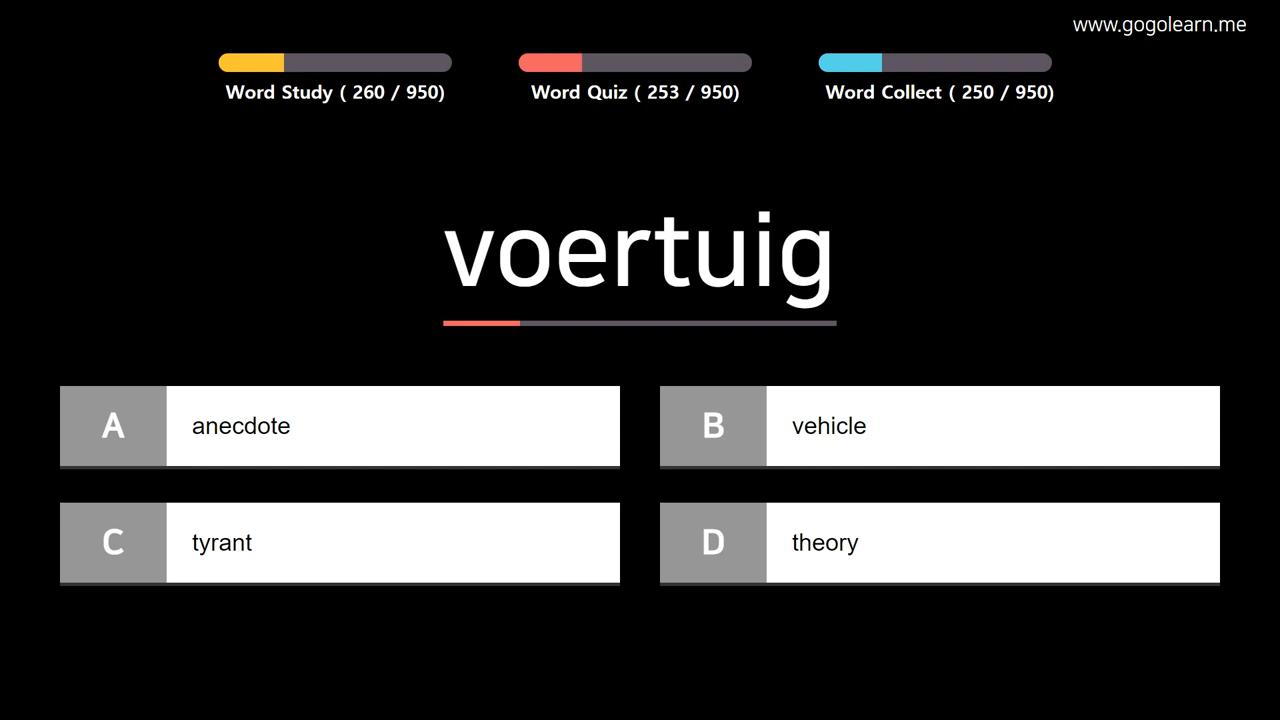 www.gogolearn.me
Word Study ( 260 / 950)
Word Quiz ( 253 / 950)
Word Collect ( 250 / 950)
voertuig
A anecdote
B vehicle
C tyrant
D theory